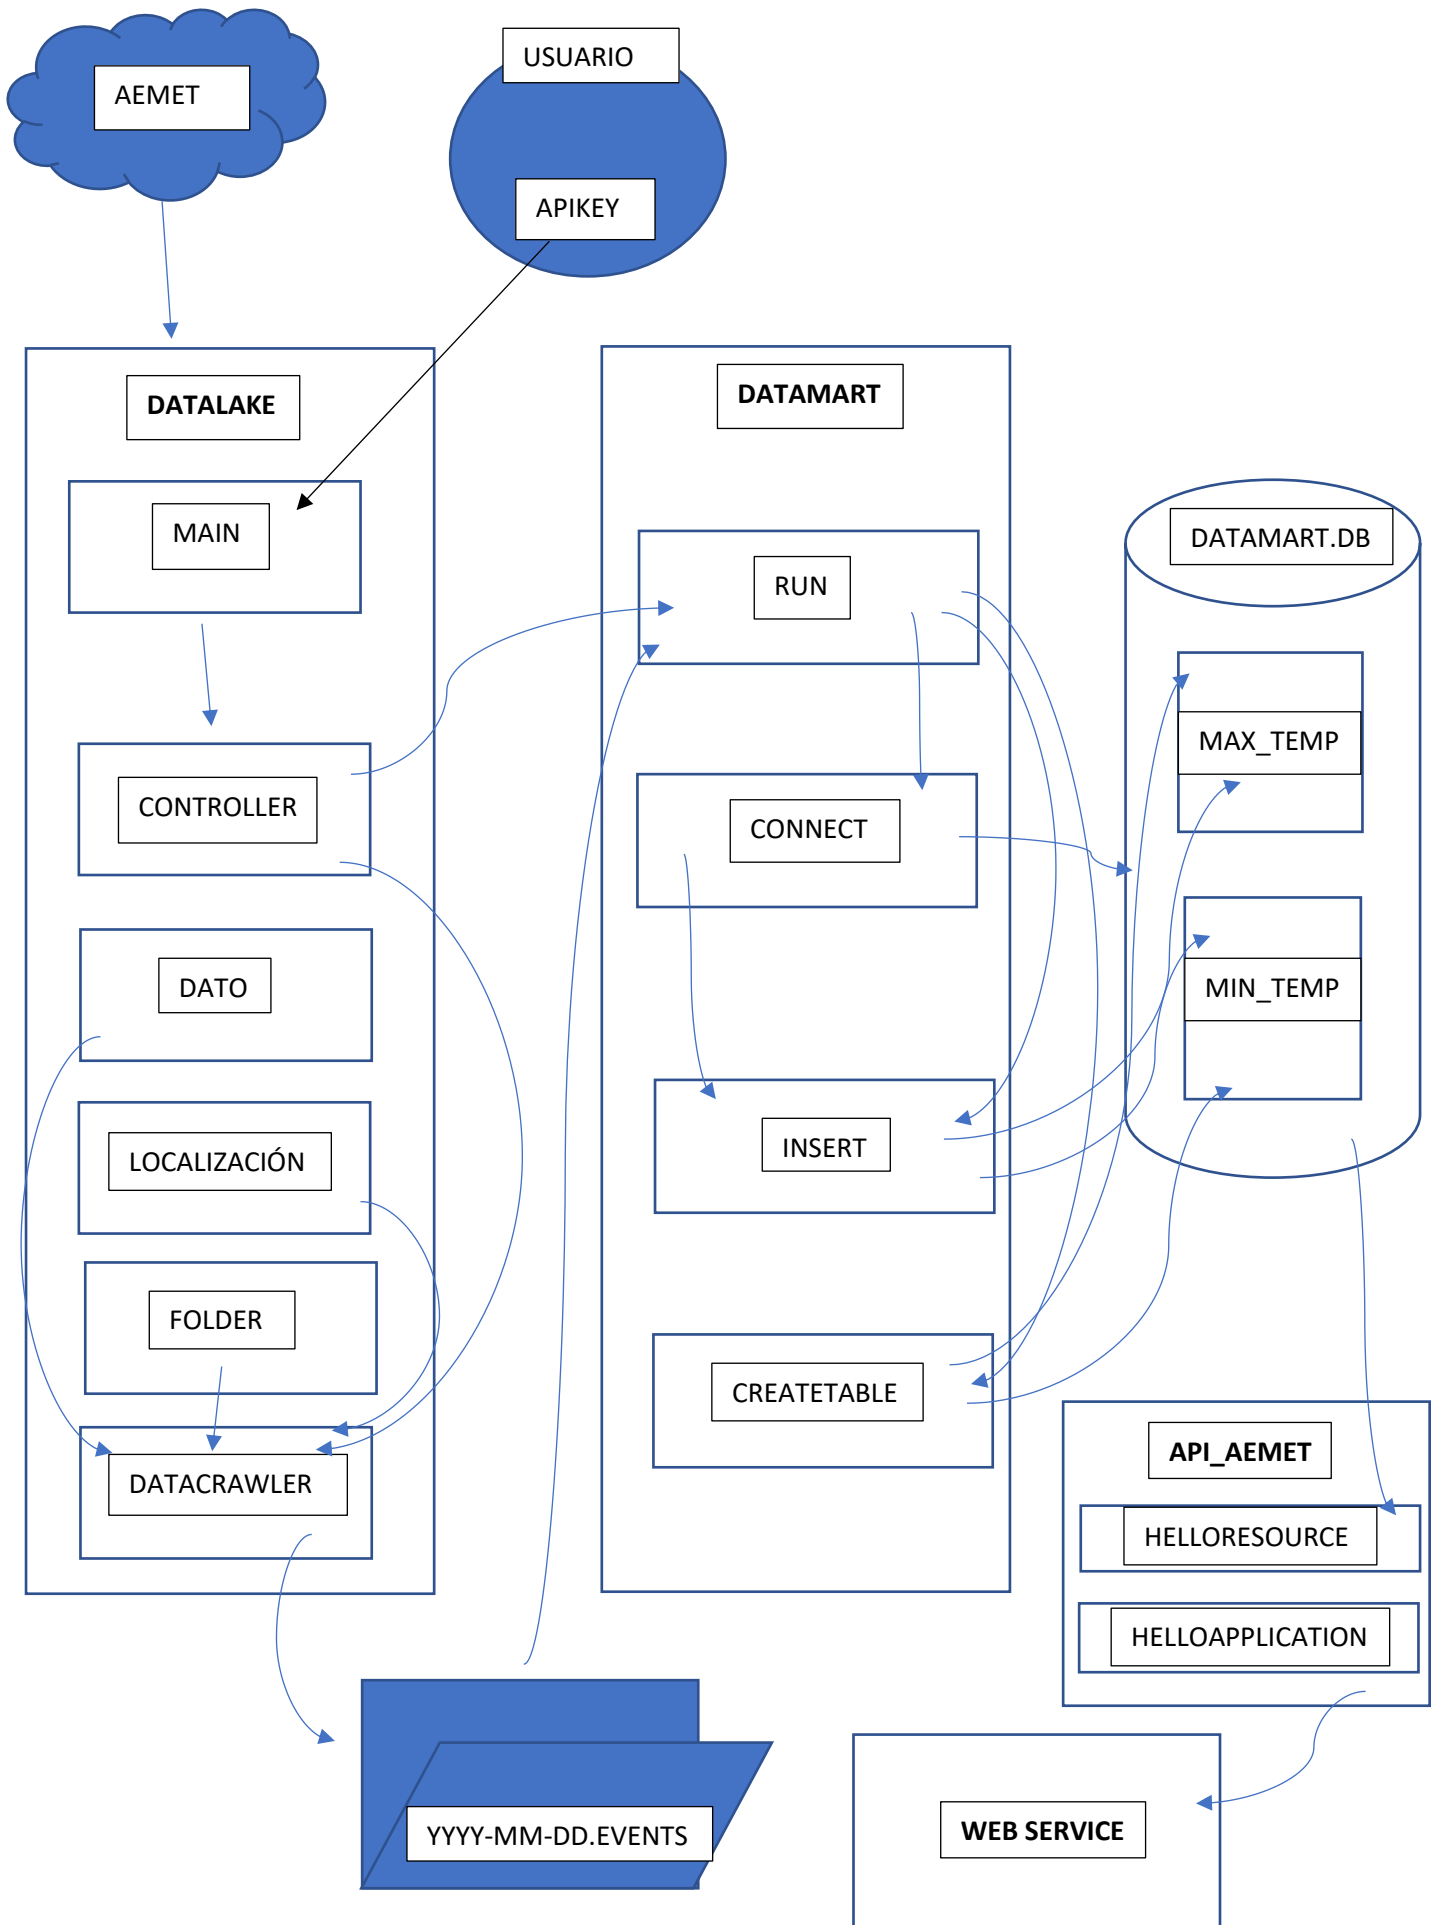 AEMET
USUARIO
APIKEY
DATALAKE
MAIN
CONTROLLER
DATO
LOCALIZACIÓN
FOLDER
DATACRAWLER
DATAMART
RUN
CONNECT
INSERT
CREATETABLE
DATAMART.DB
MAX_TEMP
MIN_TEMP
API_AEMET
HELLORESOURCE
HELLOAPPLICATION
YYYY-MM-DD.EVENTS
WEB SERVICE